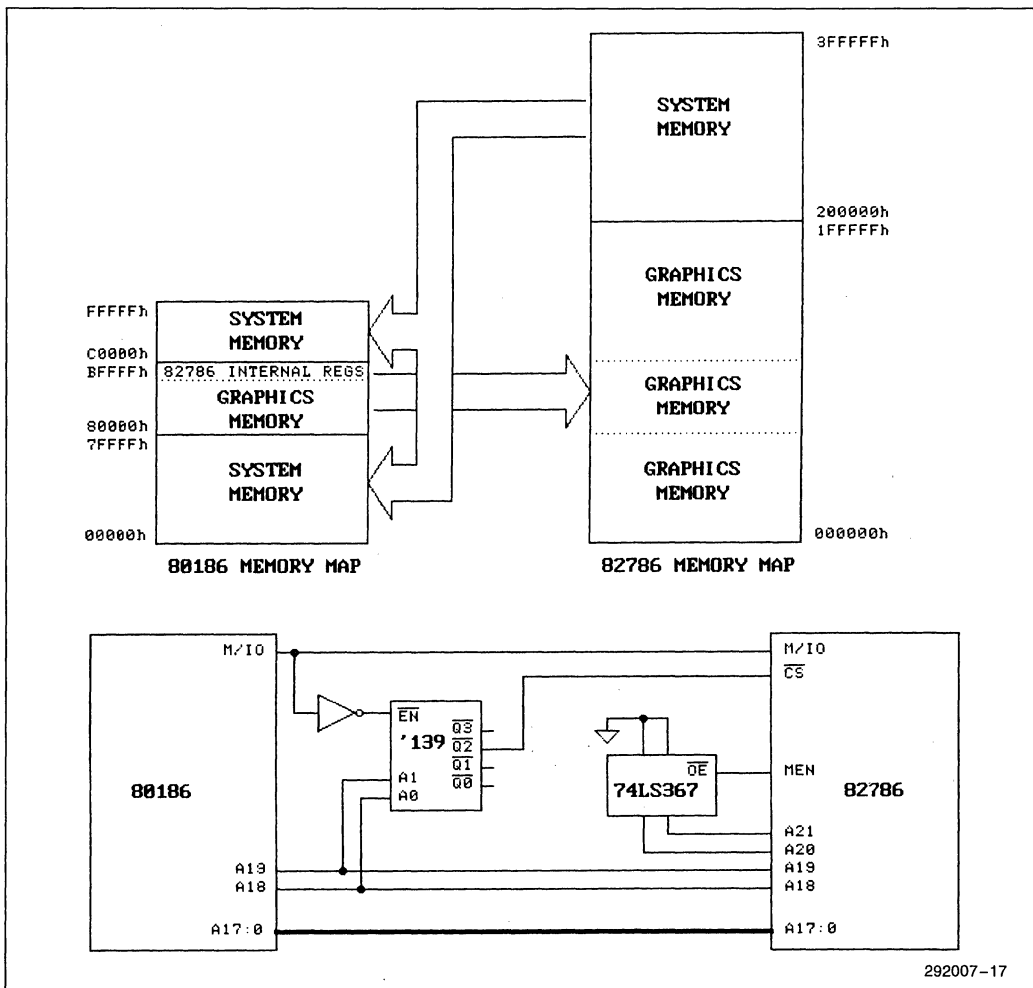 3FFFFFh
SYSTEM
MEMORY
200000h
1FFFFFh
GRAPHICS
MEMORY
GRAPHICS
MEMORY
GRAPHICS
MEMORY
000000h
82786 MEMORY MAP
FFFFFh
SYSTEM
MEMORY
C0000h
BFFFFh
82786 INTERNAL REGS
GRAPHICS
MEMORY
80000h
7FFFFh
SYSTEM
MEMORY
00000h
80186 MEMORY MAP
80186
M/IO
A19
A18
A17:0
EN
'139
A1
A0
Q3
Q2
Q1
Q0
OE
74LS367
M/IO
CS
MEN
82786
A21
A20
A19
A18
A17:0
292007-17